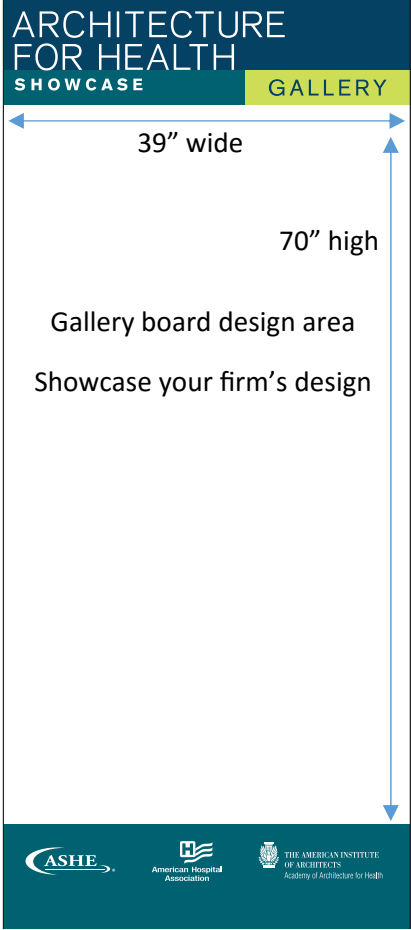 ARCHITECTURE
FOR HEALTH
SHOWCASE
GALLERY
39” wide
70” high
Gallery board design area
Showcase your firm’s design
ASHE
American Hospital
Association
THE AMERICAN INSTITUTE
OF ARCHITECTS
Academy of Architecture for Health